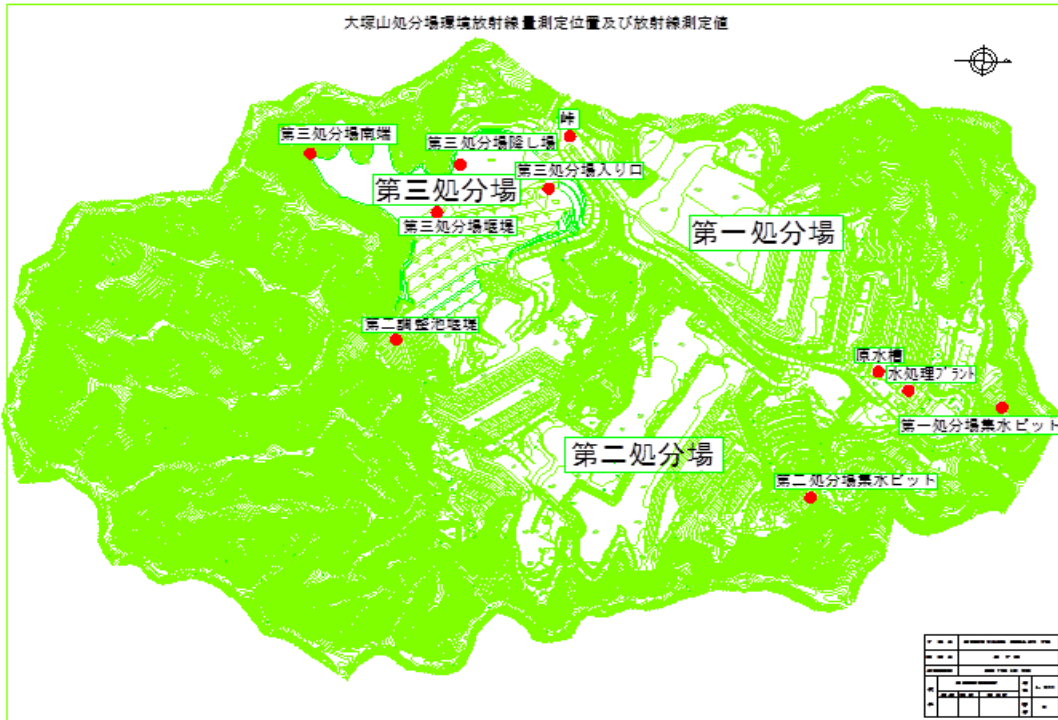 大塚山処分場環境放射線量測定位置及び放射線測定値
峠
第三処分場南端
第三処分場降し場
第三処分場入り口
第三処分場
第三処分場堰堤
第一処分場
第二調整池堰堤
原水槽
水処理プラント
第一処分場集水ピット
第二処分場
第二処分場集水ピット